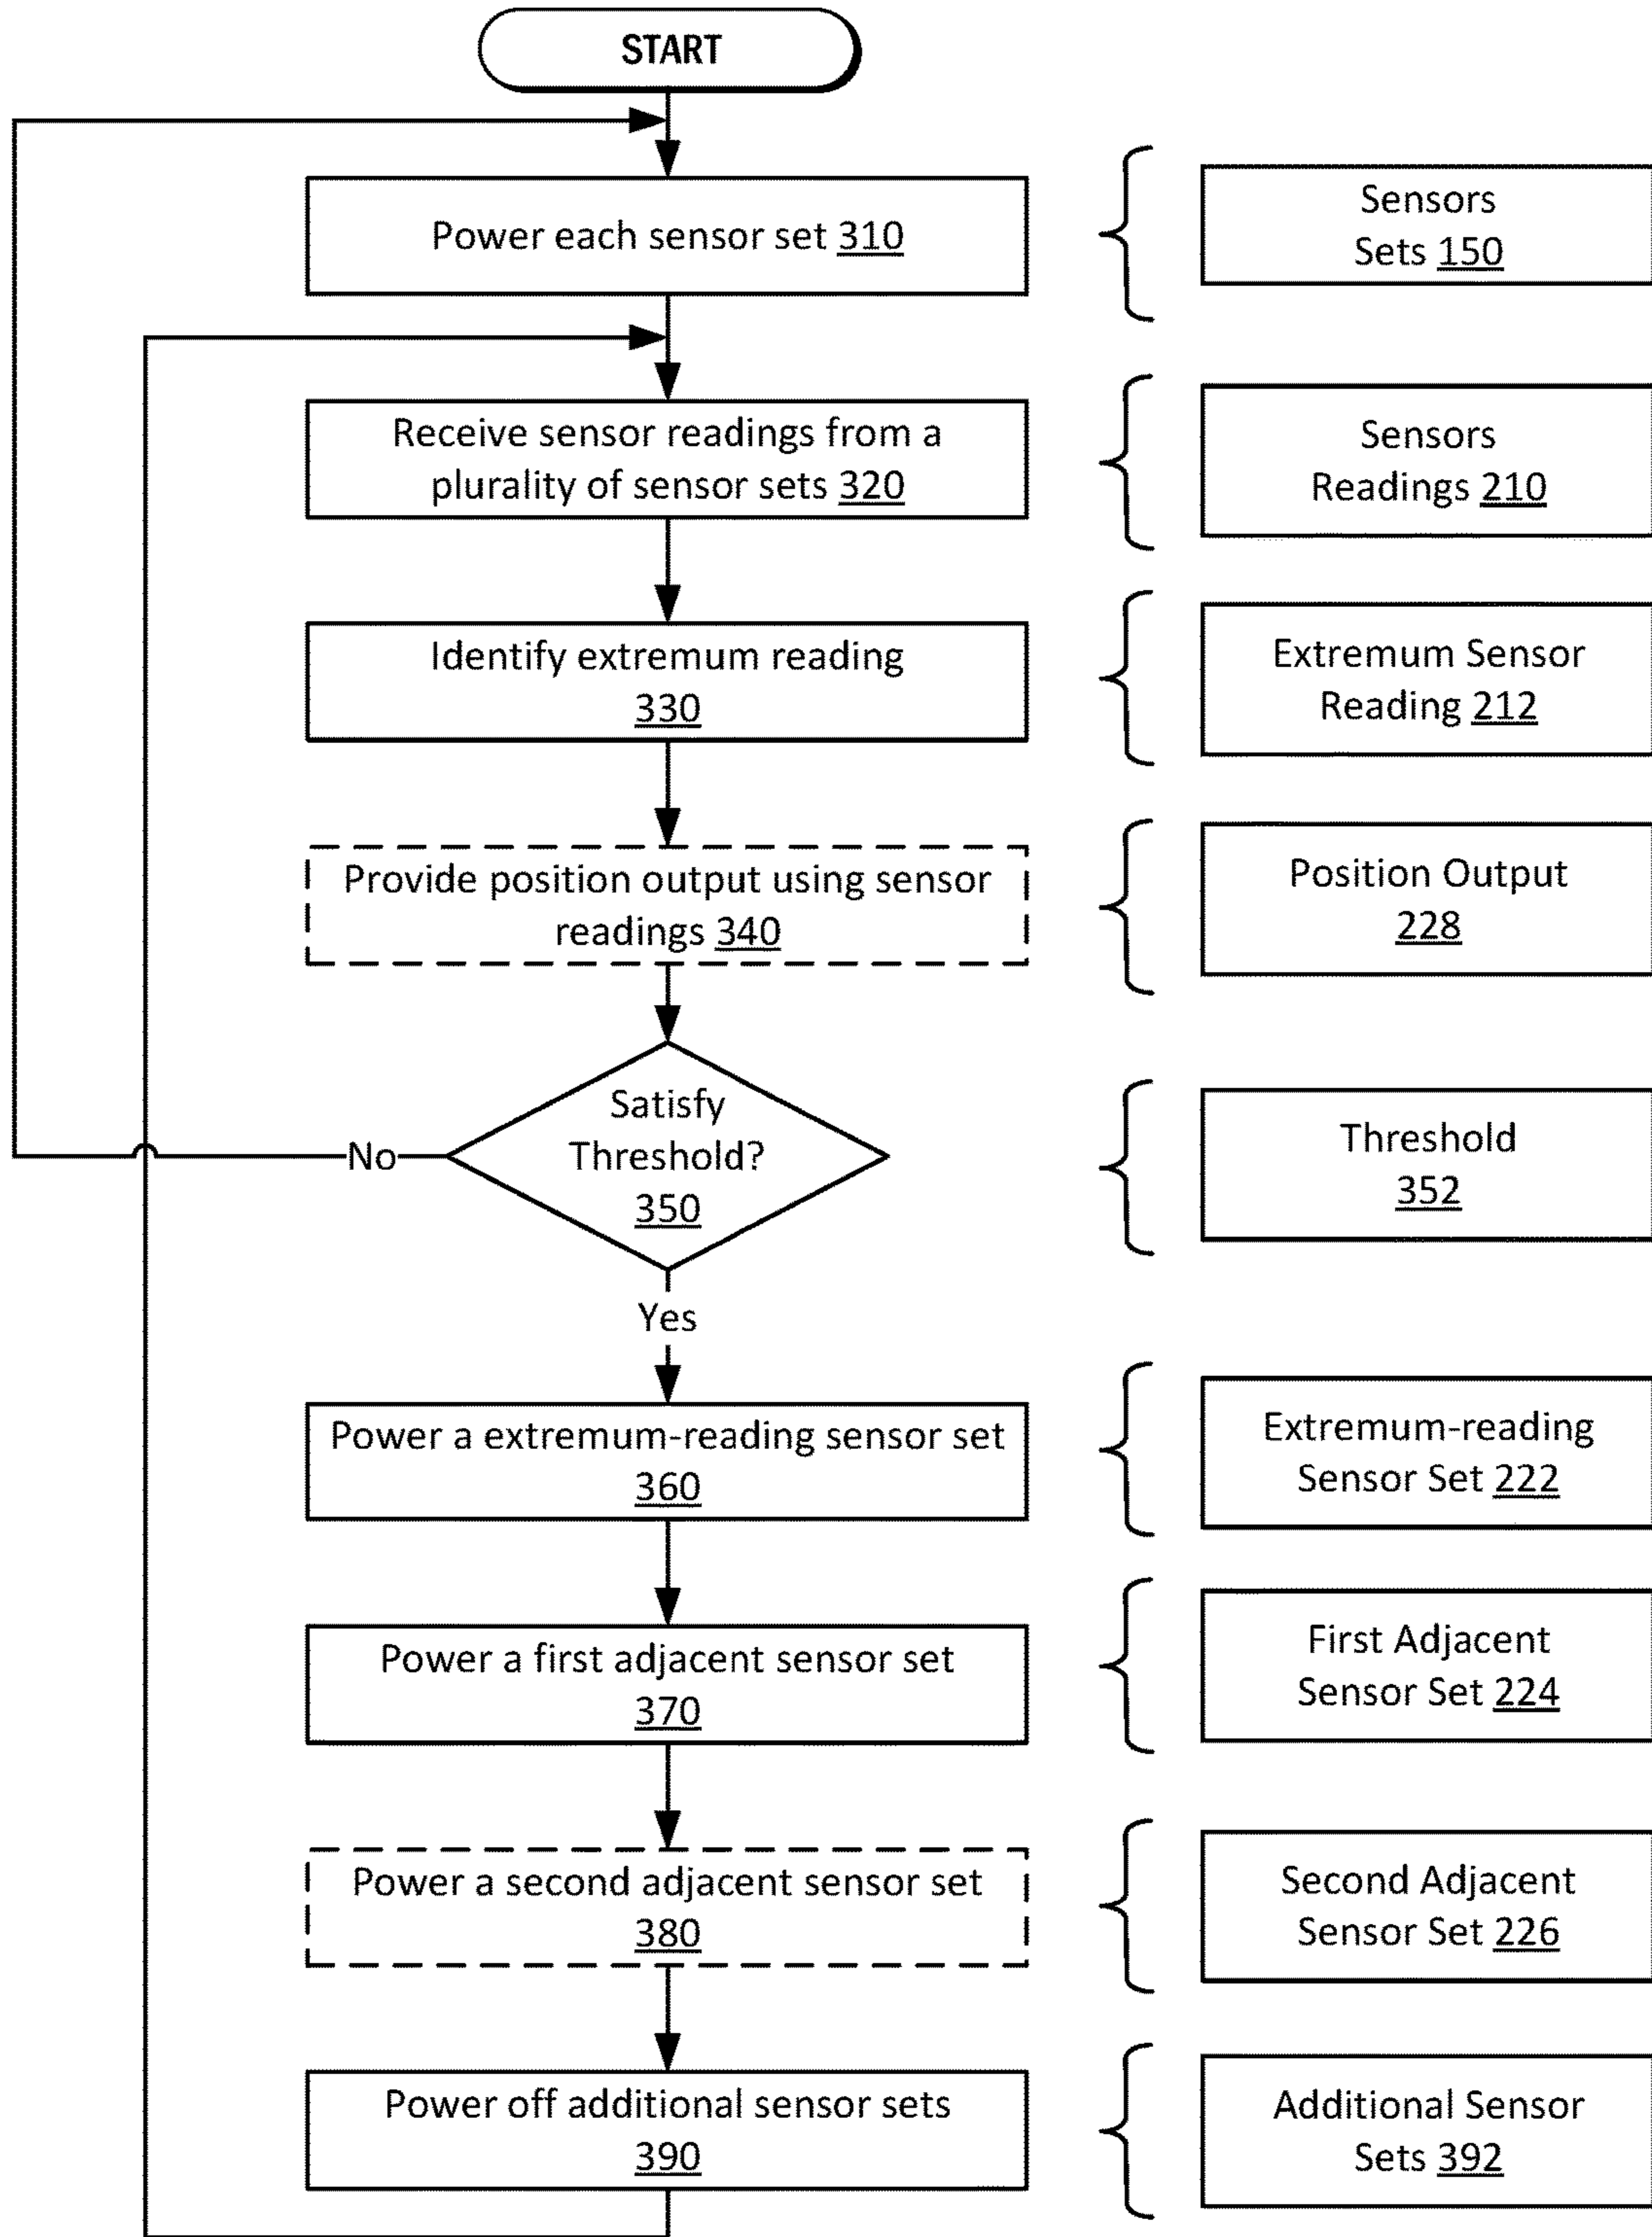 START
Power each sensor set 310
Sensors
Sets 150
Receive sensor readings from a
plurality of sensor sets 320
Sensors
Readings 210
Identify extremum reading
330
Extremum Sensor
Reading 212
Provide position output using sensor
readings 340
Position Output
228
Satisfy
Threshold?
350
No
Threshold
352
Yes
Power a extremum-reading sensor set
360
Extremum-reading
Sensor Set 222
Power a first adjacent sensor set
370
First Adjacent
Sensor Set 224
Power a second adjacent sensor set
380
Second Adjacent
Sensor Set 226
Power off additional sensor sets
390
Additional Sensor
Sets 392